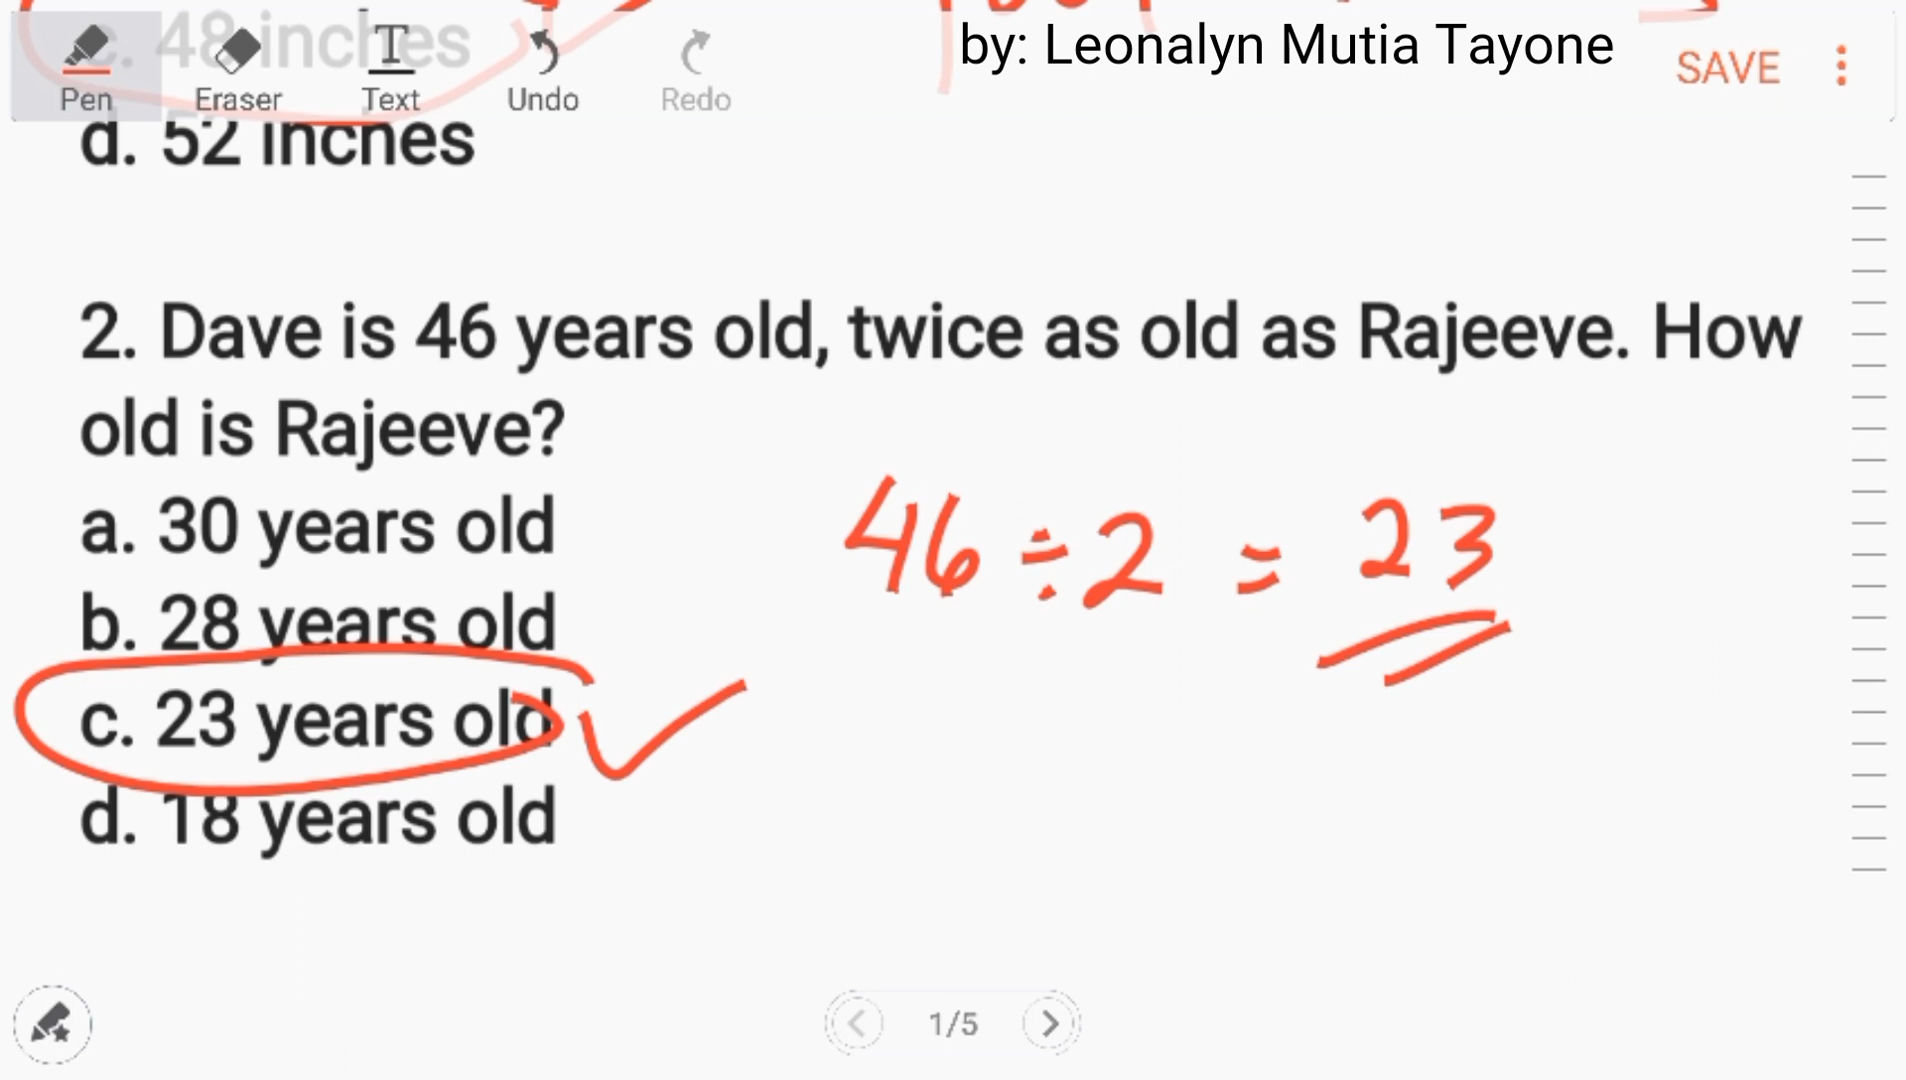 by: Leonalyn Mutia Tayone
SAVE
c. 48 inches
Pen
Eraser
Text
Undo
Redo
d. 52 inches
2. Dave is 46 years old, twice as old as Rajeeve. How
old is Rajeeve?
a. 30 years old
46 ÷ 2 = 23
b. 28 years old
c. 23 years old
d. 18 years old
1/5